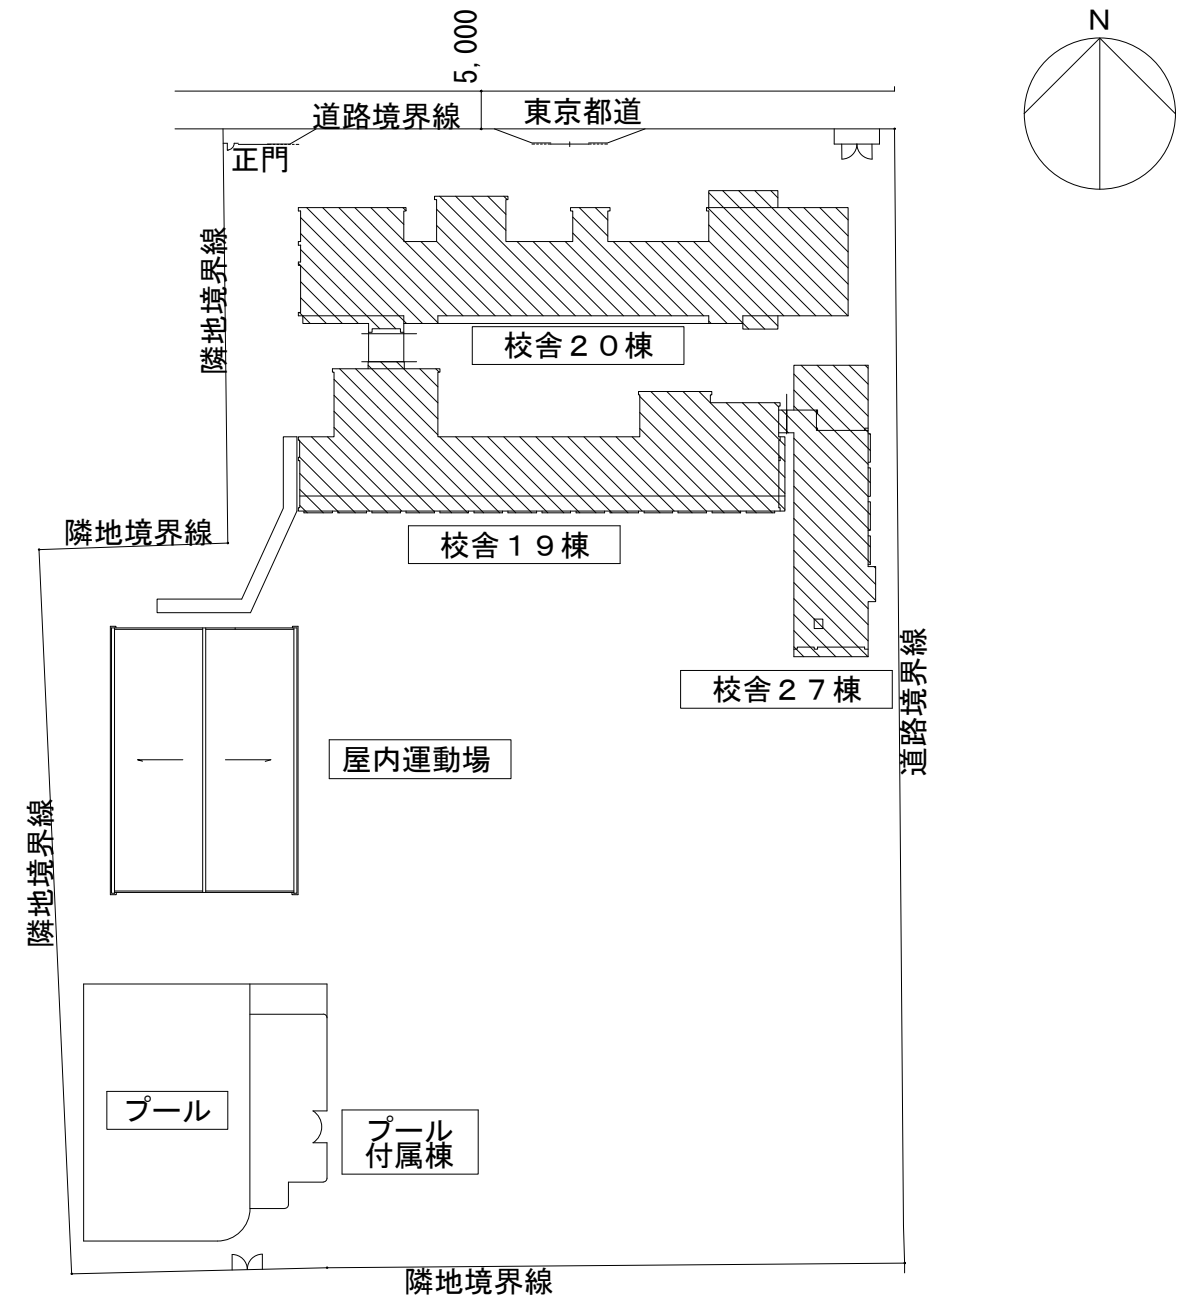 N
5,000
道路境界線
東京都道
正門
隣地境界線
校舎２０棟
隣地境界線
校舎１９棟
校舎２７棟
道路境界線
屋内運動場
隣地境界線
プール
プール
付属棟
隣地境界線